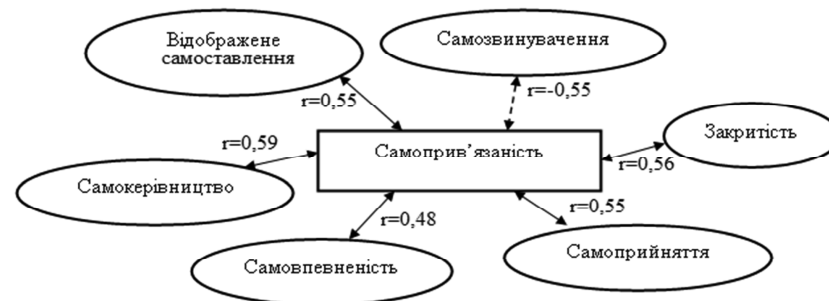 Відображене
самоставлення
Самозвинувачення
r=0,55
r=-0,55
Закритість
r=0,59
Самоприв’язаність
r=0,56
Самокерівництво
r=0,55
r=0,48
Самоприйняття
Самовпевненість